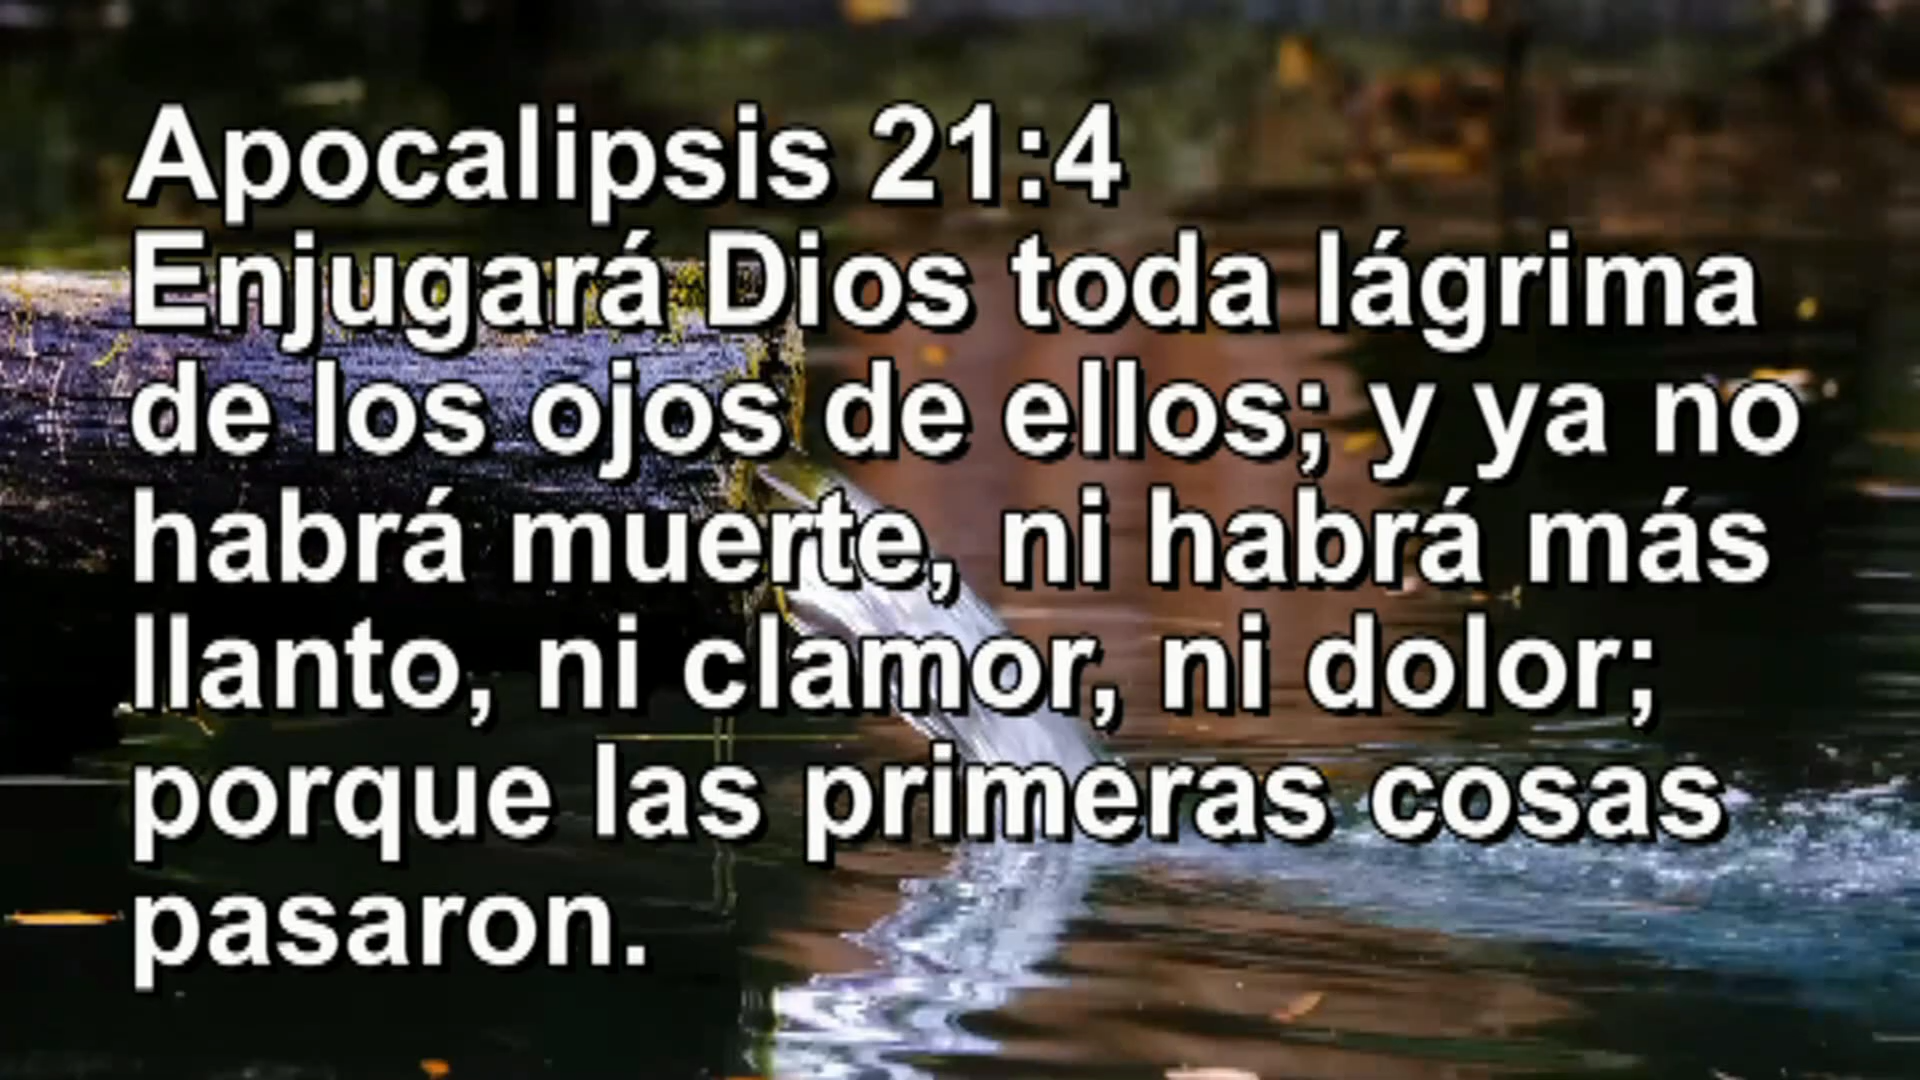 Apocalipsis 21:4
Enjugará Dios toda lágrima
de los ojos de ellos; y ya no
habrá muerte, ni habrá más
llanto, ni clamor, ni dolor;
porque las primeras cosas
pasaron.